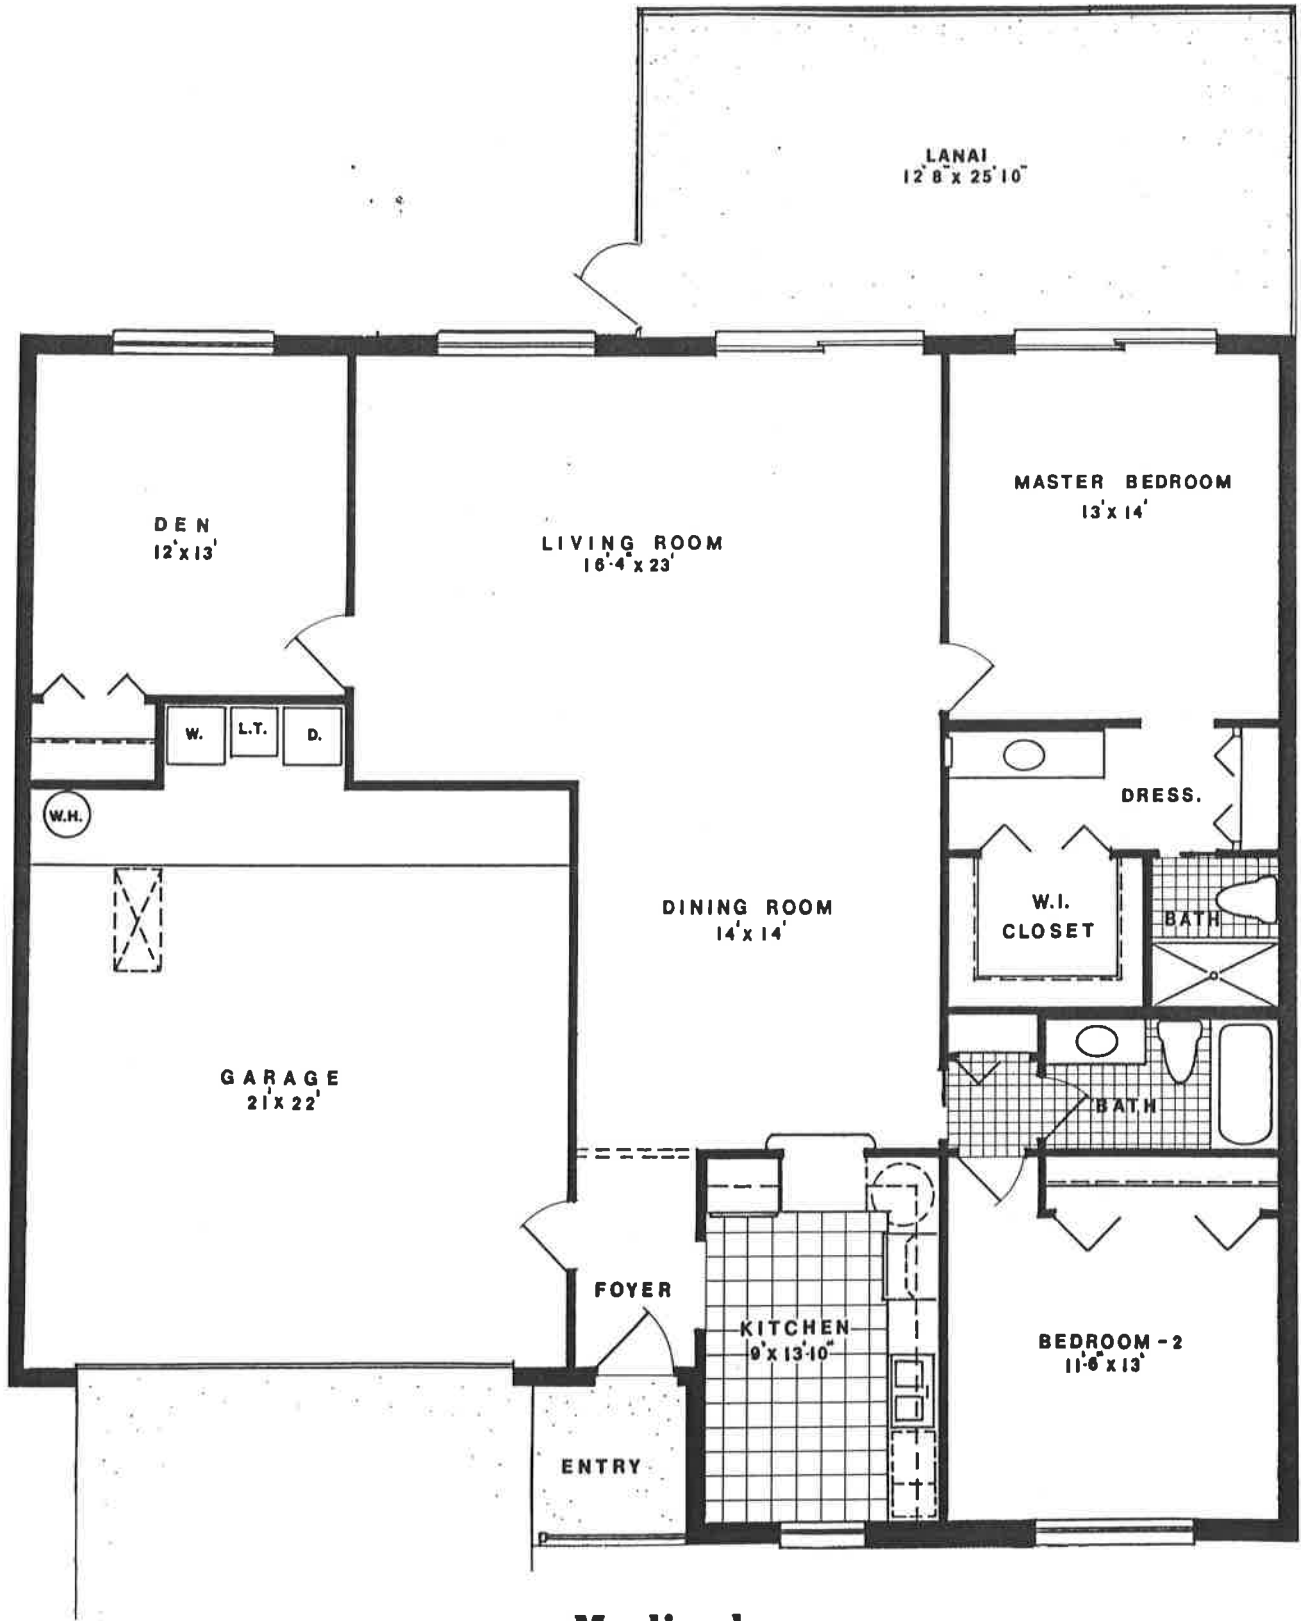 LANAI
12'8" x 25'10"
MASTER BEDROOM
13' x 14'
DEN
12' x 13'
LIVING ROOM
16'-4" x 23'
W.
L.T.
D.
W.H.
DRESS.
W.I.
CLOSET
BATH
DINING ROOM
14' x 14'
GARAGE
21' x 22'
BATH
FOYER
KITCHEN
9' x 13'-10"
BEDROOM - 2
11'-6" x 13'
ENTRY